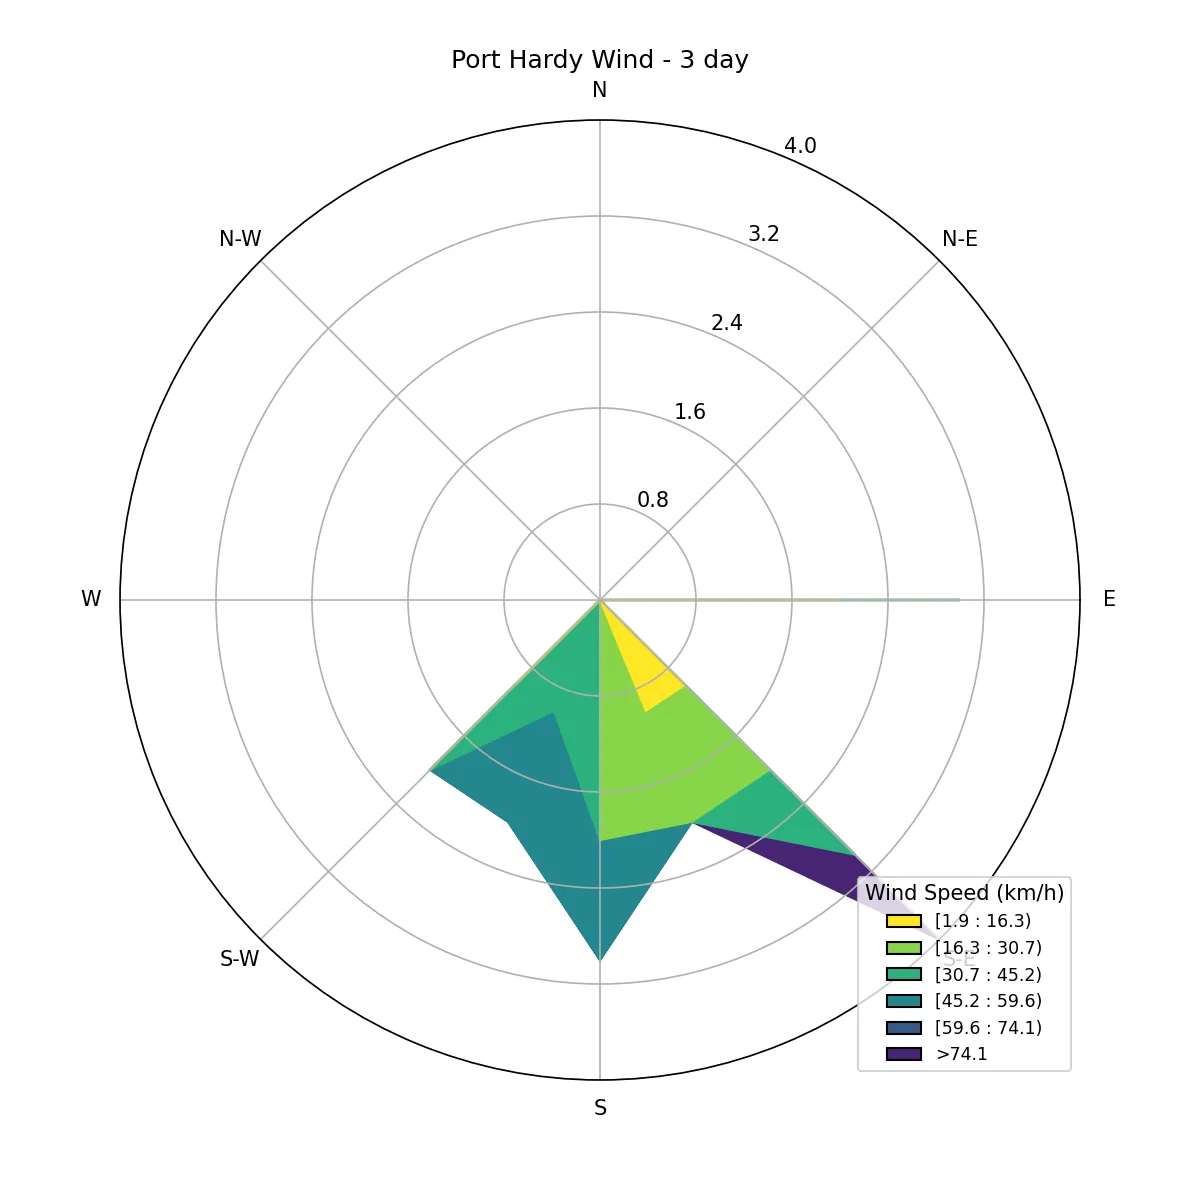 Port Hardy Wind - 3 day
N
4.0
N-W
3.2
N-E
2.4
1.6
0.8
W
E
Wind Speed (km/h)
[1.9 : 16.3)
[16.3 : 30.7)
S-W
S-E
[30.7 : 45.2)
[45.2 : 59.6)
[59.6 : 74.1)
>74.1
S